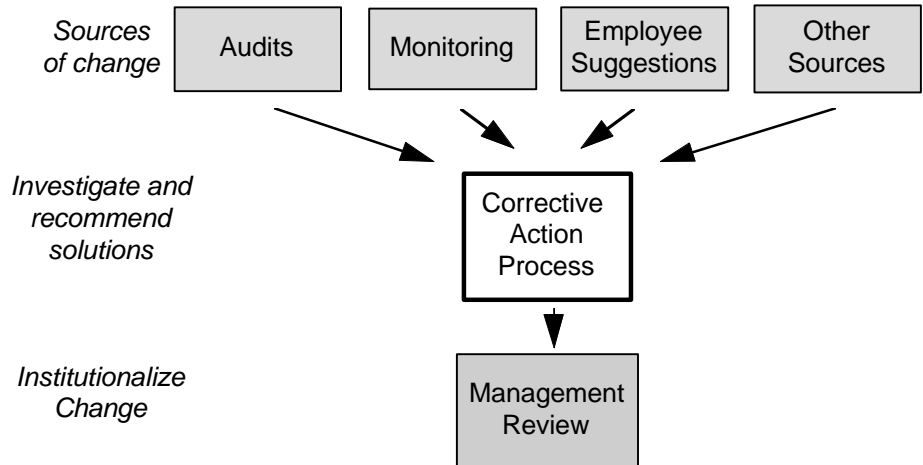 Sources
of change
Audits
Monitoring
Employee
Suggestions
Other
Sources
Investigate and
recommend
solutions
Corrective
Action
Process
Institutionalize
Change
Management
Review